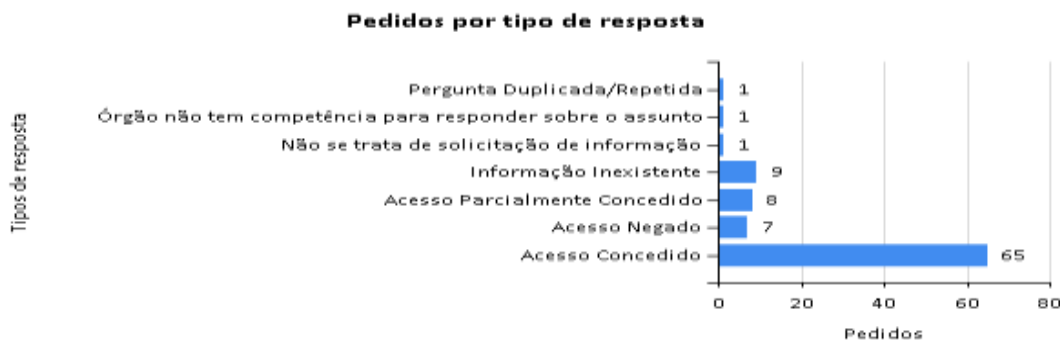 Pedidos por tipo de resposta
Tipos de resposta
Pergunta Duplicada/Repetida 1
Órgão não tem competência para responder sobre o assunto 1
Não se trata de solicitação de informação 1
Informação Inexistente 9
Acesso Parcialmente Concedido 8
Acesso Negado 7
Acesso Concedido 65
0 20 40 60 80
Pedidos